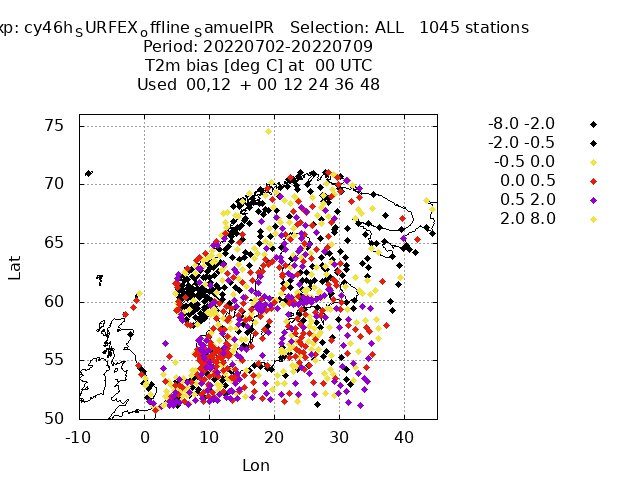 xp: cy46hSURFEXoffline SamuelPR   Selection: ALL   1045 stations
Period: 20220702-20220709
T2m bias [deg C] at  00 UTC
Used  00,12  + 00 12 24 36 48
-8.0 -2.0
-2.0 -0.5
-0.5 0.0
0.0 0.5
0.5 2.0
2.0 8.0
75
70
65
60
55
50
Lat
-10 0 10 20 30 40
Lon